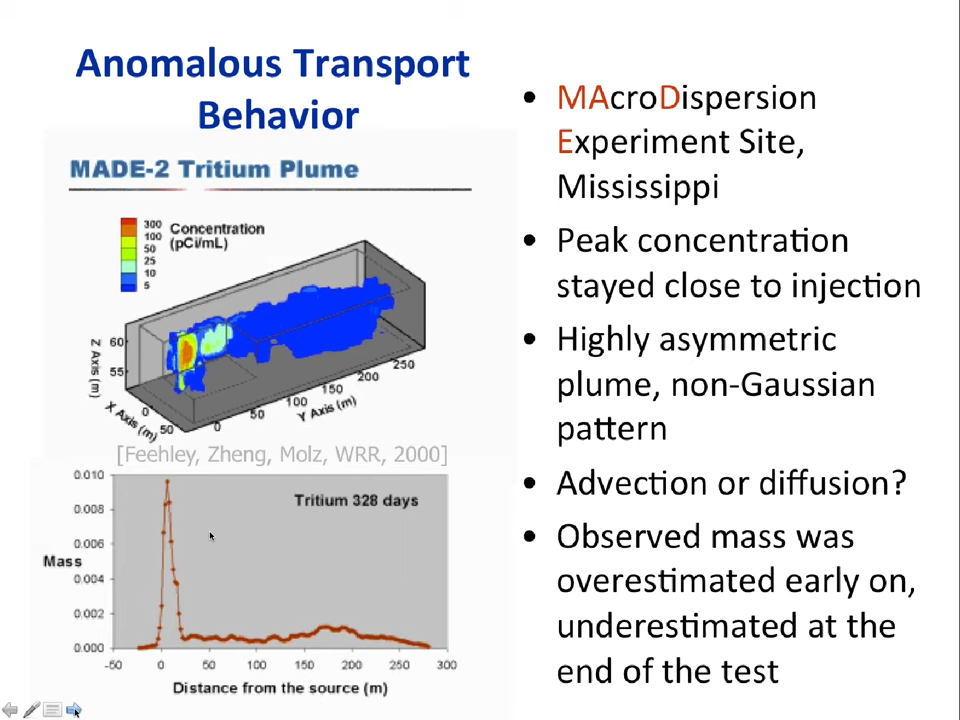 Anomalous Transport
Behavior
MADE-2 Tritium Plume
Concentration
(pCi/mL)
300
100
50
25
10
5
Z Axis (m)
60
55
X Axis (m)
0
50
0
50
100
150
200
250
Y Axis (m)
[Feehley, Zheng, Molz, WRR, 2000]
Tritium 328 days
Mass
0.010
0.008
0.006
0.004
0.002
0.000
-50 0 50 100 150 200 250 300
Distance from the source (m)
• MAcroDispersion
Experiment Site,
Mississippi
• Peak concentration
stayed close to injection
• Highly asymmetric
plume, non-Gaussian
pattern
• Advection or diffusion?
• Observed mass was
overestimated early on,
underestimated at the
end of the test